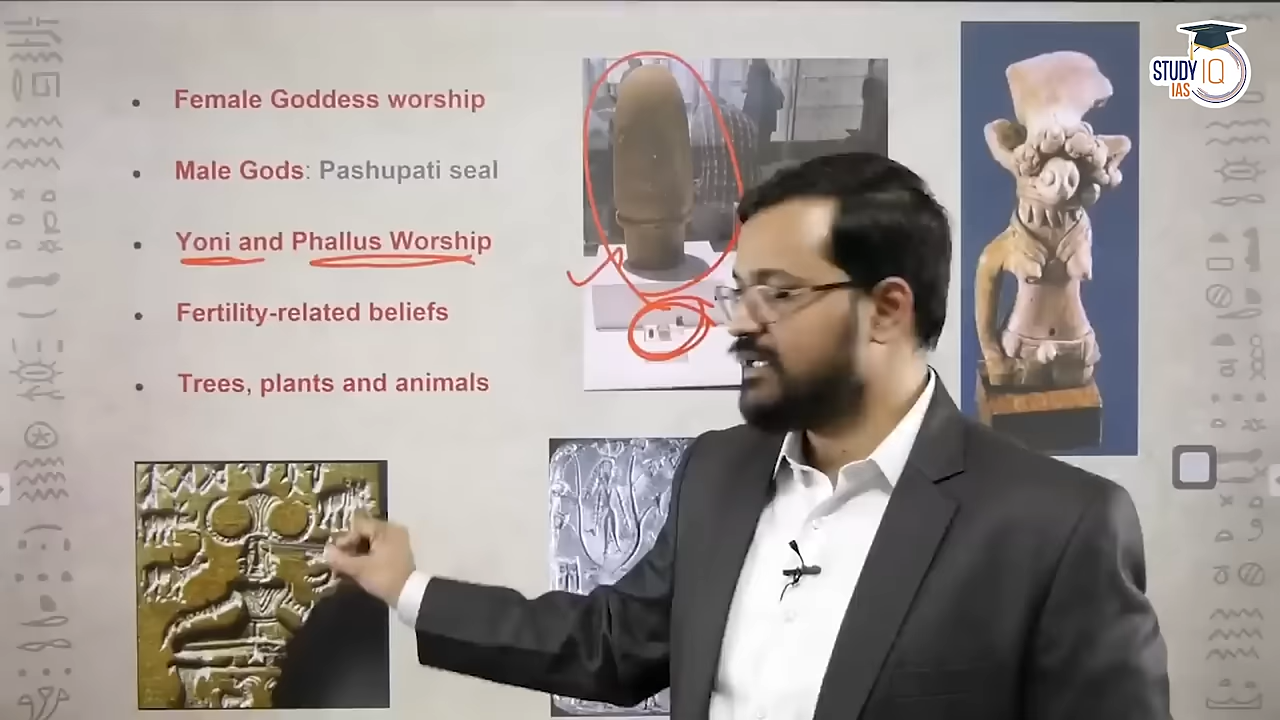 Female Goddess worship
Male Gods: Pashupati seal
Yoni and Phallus Worship
Fertility-related beliefs
Trees, plants and animals
STUDY IQ
IAS